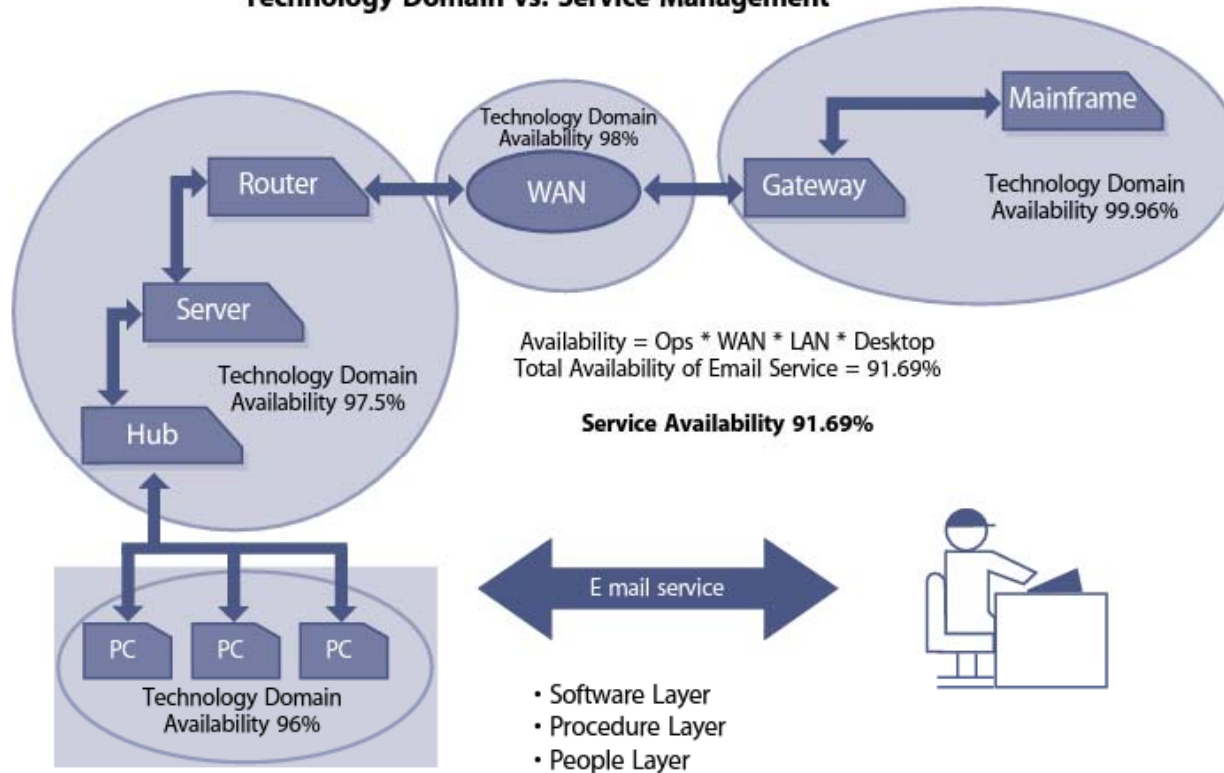 Technology Domain vs. Service Management
Technology Domain
Availability 98%
Mainframe
Router
WAN
Gateway
Technology Domain
Availability 99.96%
Server
Availability = Ops * WAN * LAN * Desktop
Total Availability of Email Service = 91.69%
Technology Domain
Availability 97.5%
Service Availability 91.69%
Hub
E mail service
PC
PC
PC
Technology Domain
Availability 96%
• Software Layer
• Procedure Layer
• People Layer